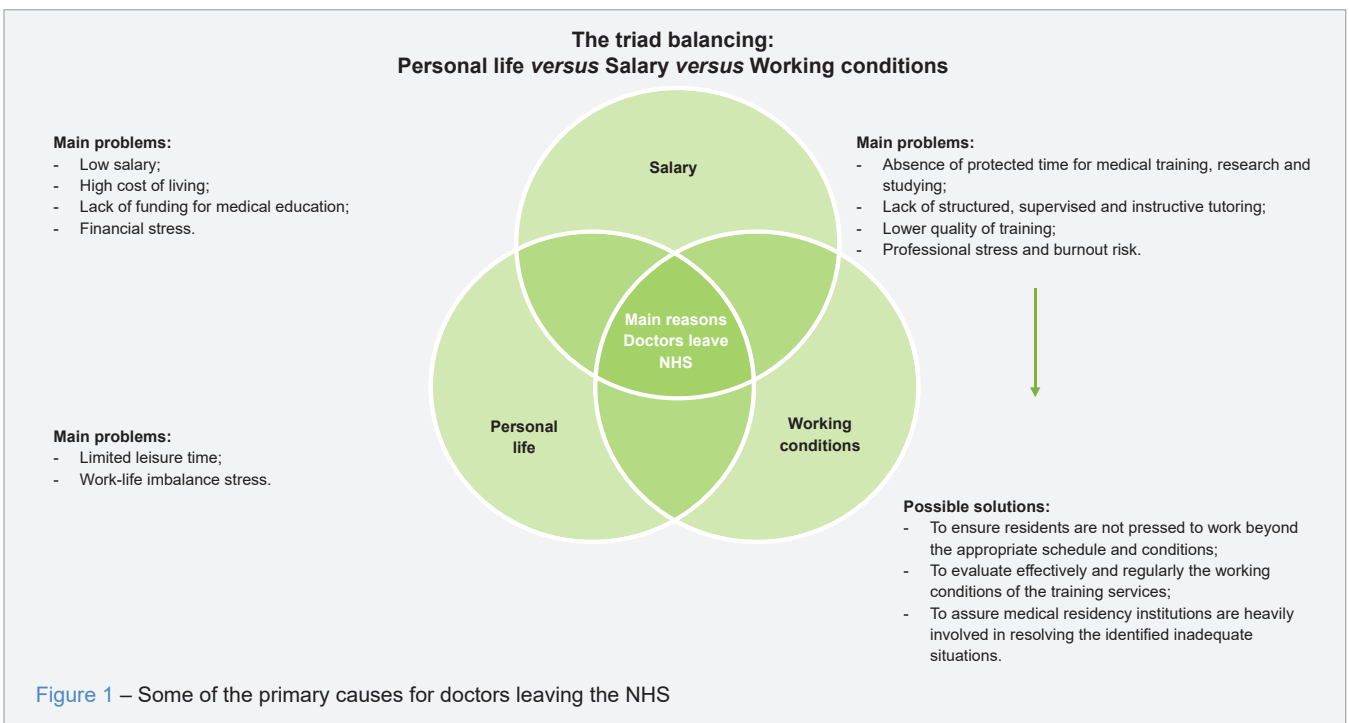 The triad balancing:
Personal life versus Salary versus Working conditions
Main problems:
- Low salary;
- High cost of living;
- Lack of funding for medical education;
- Financial stress.
Salary
Main problems:
- Absence of protected time for medical training, research and
studying;
- Lack of structured, supervised and instructive tutoring;
- Lower quality of training;
- Professional stress and burnout risk.
Main reasons
Doctors leave
NHS
Main problems:
- Limited leisure time;
- Work-life imbalance stress.
Personal
life
Working
conditions
Possible solutions:
- To ensure residents are not pressed to work beyond
the appropriate schedule and conditions;
- To evaluate effectively and regularly the working
conditions of the training services;
- To assure medical residency institutions are heavily
involved in resolving the identified inadequate
situations.
Figure 1 – Some of the primary causes for doctors leaving the NHS